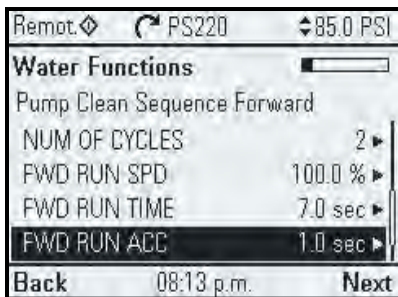 Remot. PS220 85.0 PSI
Water Functions
Pump Clean Sequence Forward
NUM OF CYCLES 2
FWD RUN SPD 100.0 %
FWD RUN TIME 7.0 sec
FWD RUN ACC 1.0 sec
Back 08:13 p.m. Next